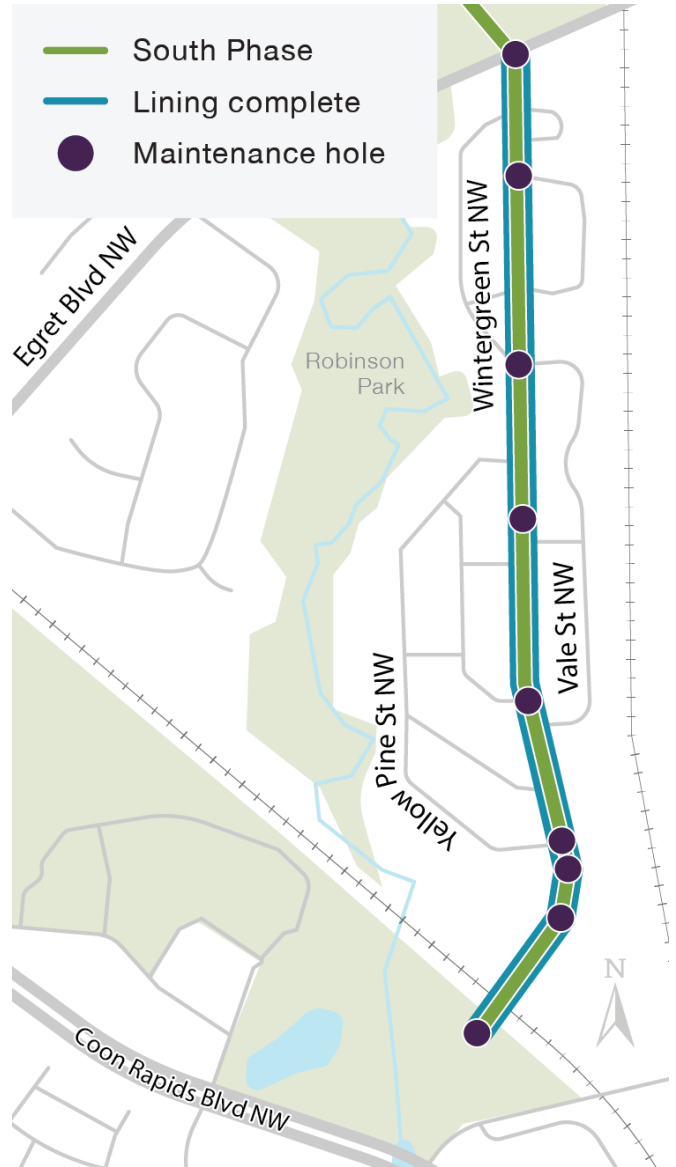 South Phase
Lining complete
Maintenance hole
Egret Blvd NW
Wintergreen St NW
Robinson
Park
Vale St NW
Yellow Pine St NW
N
Coon Rapids Blvd NW